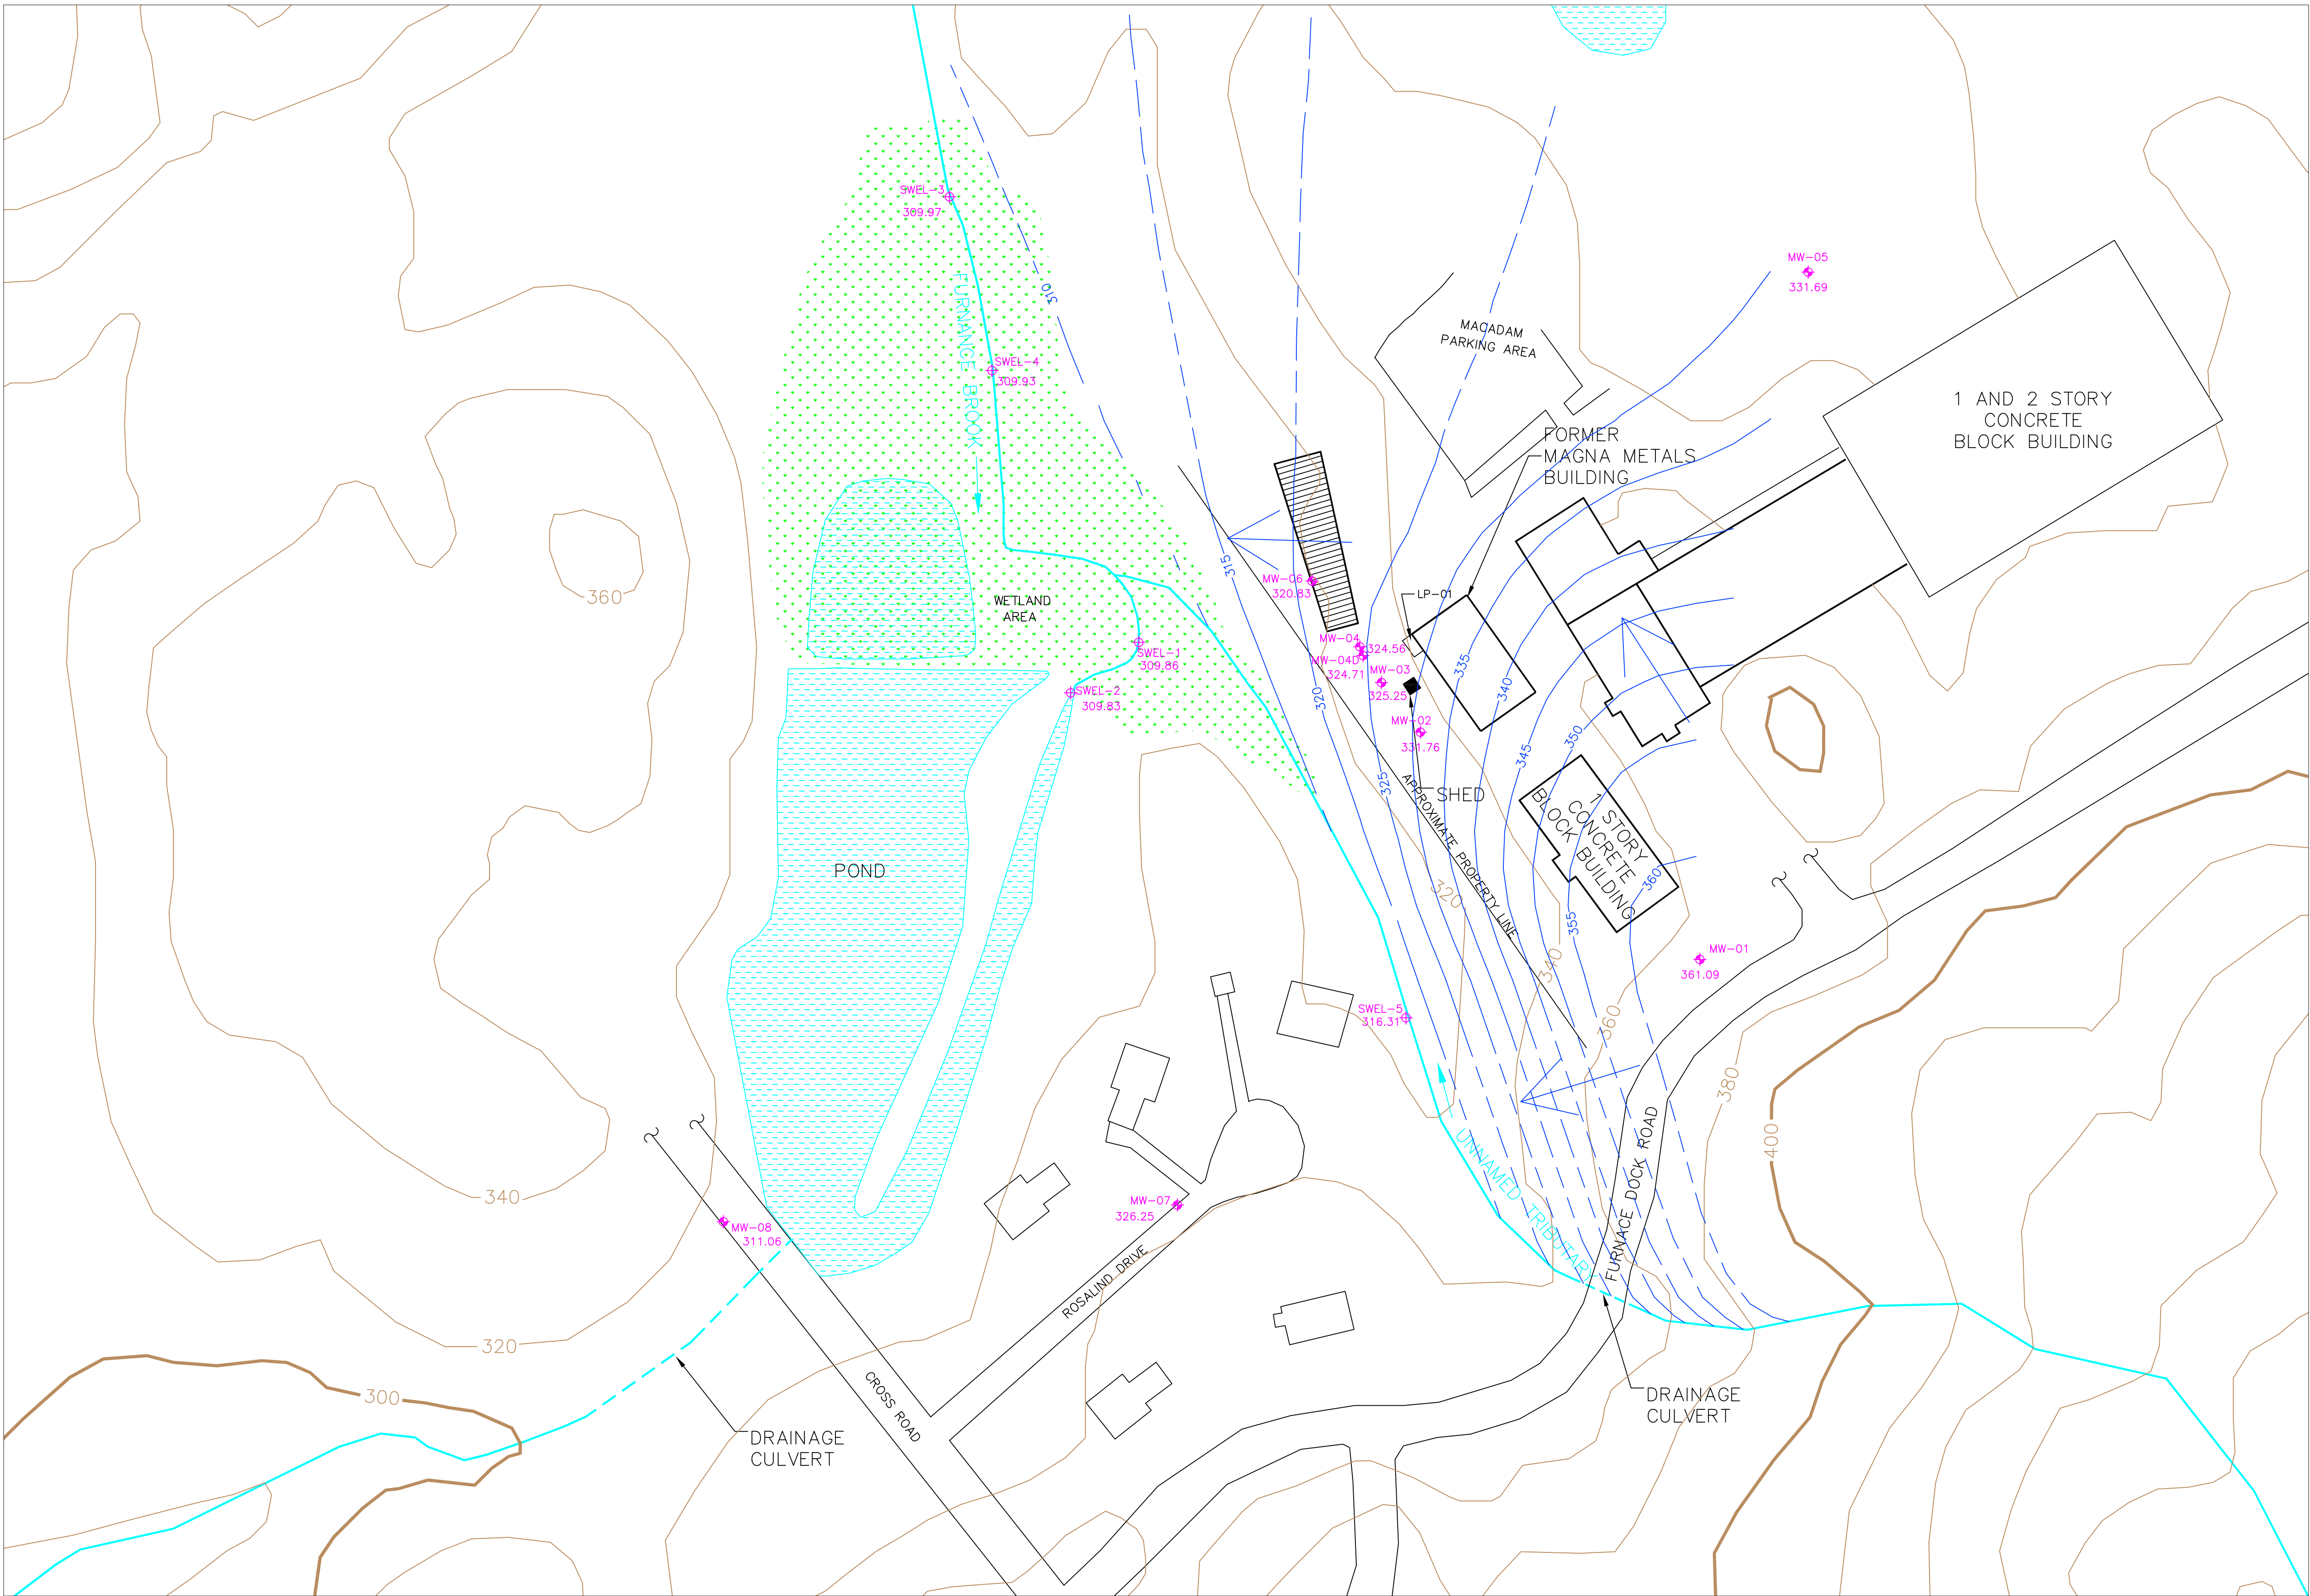 SWEL-3
309.97
MW-05
331.69
310
FURNANCE BROOK
SWEL-4
309.93
MACADAM
PARKING AREA
1 AND 2 STORY
CONCRETE
BLOCK BUILDING
FORMER
MAGNA METALS
BUILDING
315
MW-06
320.83
LP-01
360
WETLAND
AREA
SWEL-1
309.86
MW-04
324.56
MW-04D
324.71
MW-03
325.25
335
340
SWEL-2
309.83
320
MW-02
331.76
345
350
325
SHED
APPROXIMATE PROPERTY LINE
1 STORY
CONCRETE
BLOCK BUILDING
POND
320
360
355
340
MW-01
361.09
SWEL-5
316.31
360
380
400
UNNAMED TRIBUTARY
FURNACE DOCK ROAD
340
MW-07
326.25
MW-08
311.06
ROSALIND DRIVE
320
300
CROSS ROAD
DRAINAGE
CULVERT
DRAINAGE
CULVERT